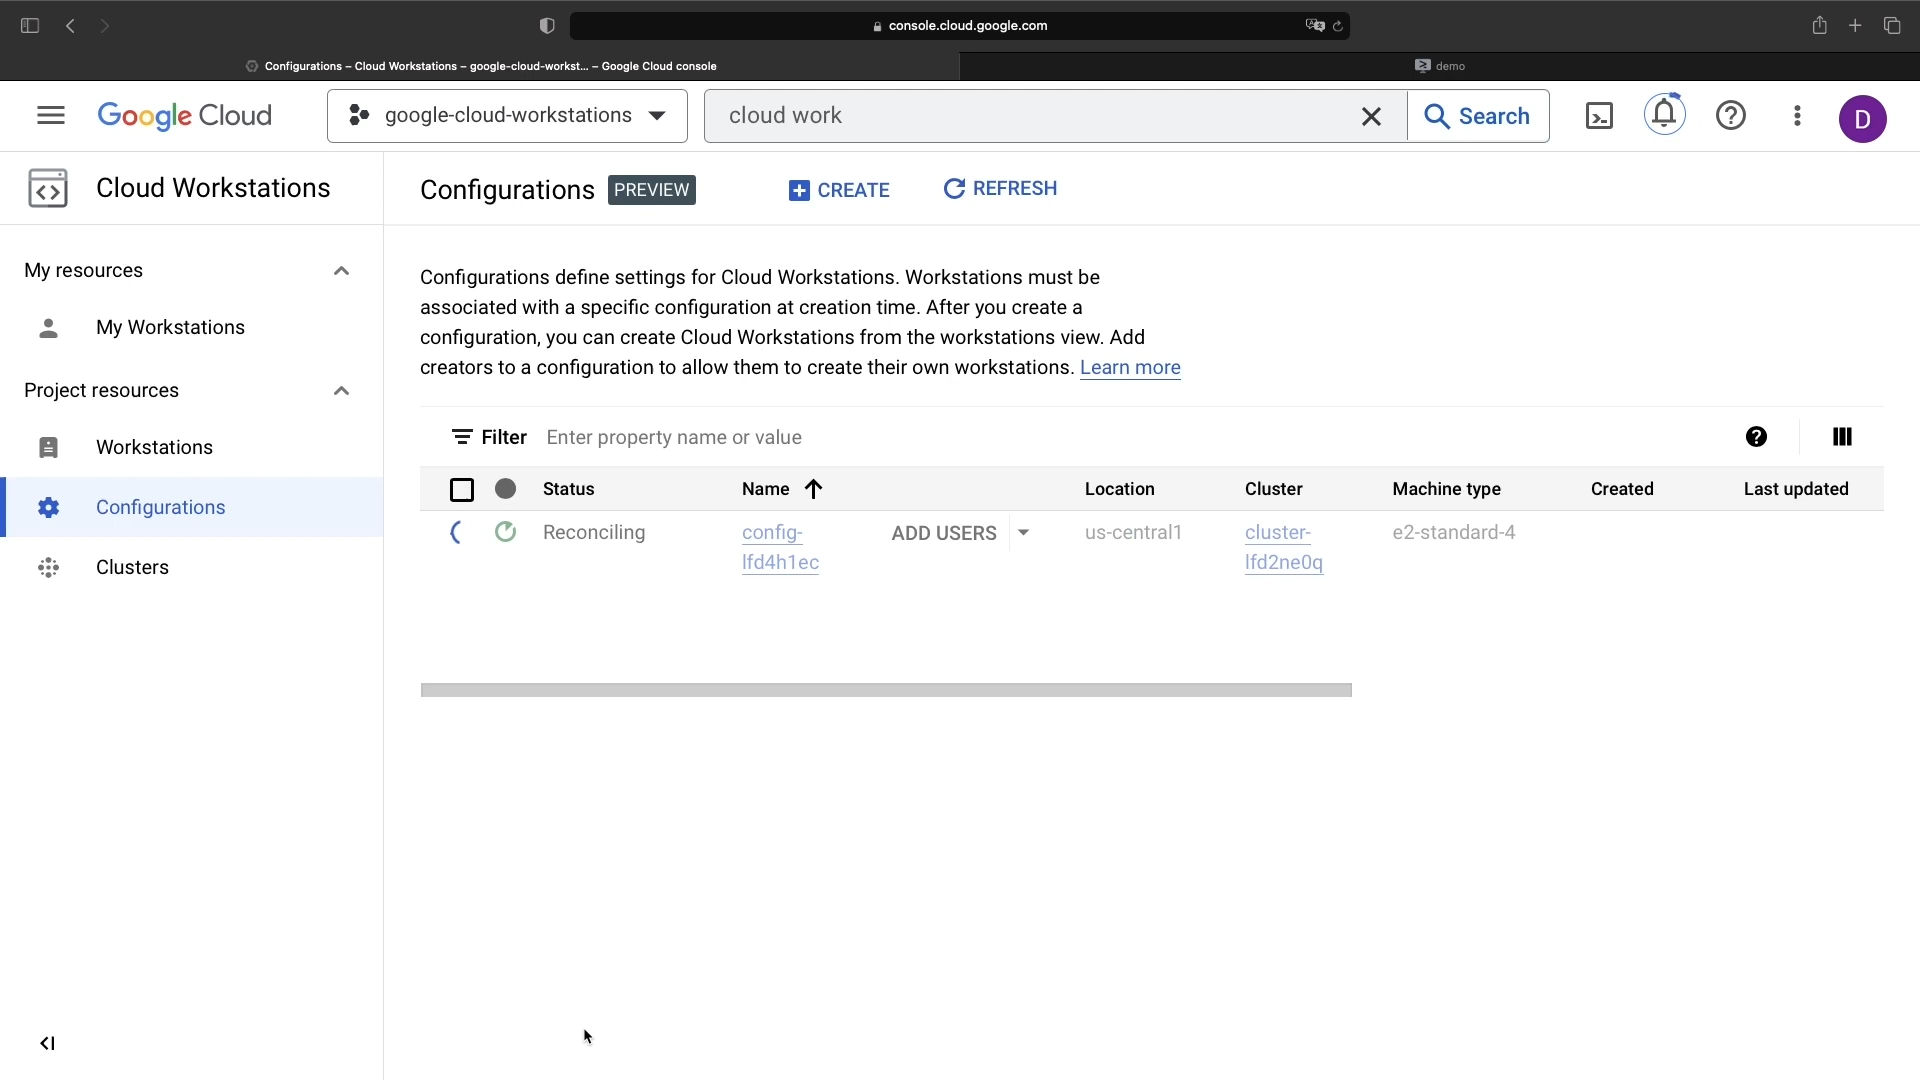 console.cloud.google.com
Configurations – Cloud Workstations – google-cloud-workst... – Google Cloud console
demo
Google Cloud
google-cloud-workstations
cloud work
Search
D
Cloud Workstations
Configurations PREVIEW
CREATE
REFRESH
My resources
My Workstations
Project resources
Workstations
Configurations
Clusters
Configurations define settings for Cloud Workstations. Workstations must be
associated with a specific configuration at creation time. After you create a
configuration, you can create Cloud Workstations from the workstations view. Add
creators to a configuration to allow them to create their own workstations. Learn more
Filter Enter property name or value
Status Name Location Cluster Machine type Created Last updated
Reconciling config- ADD USERS us-central1 cluster- e2-standard-4
lfd4h1ec lfd2ne0q